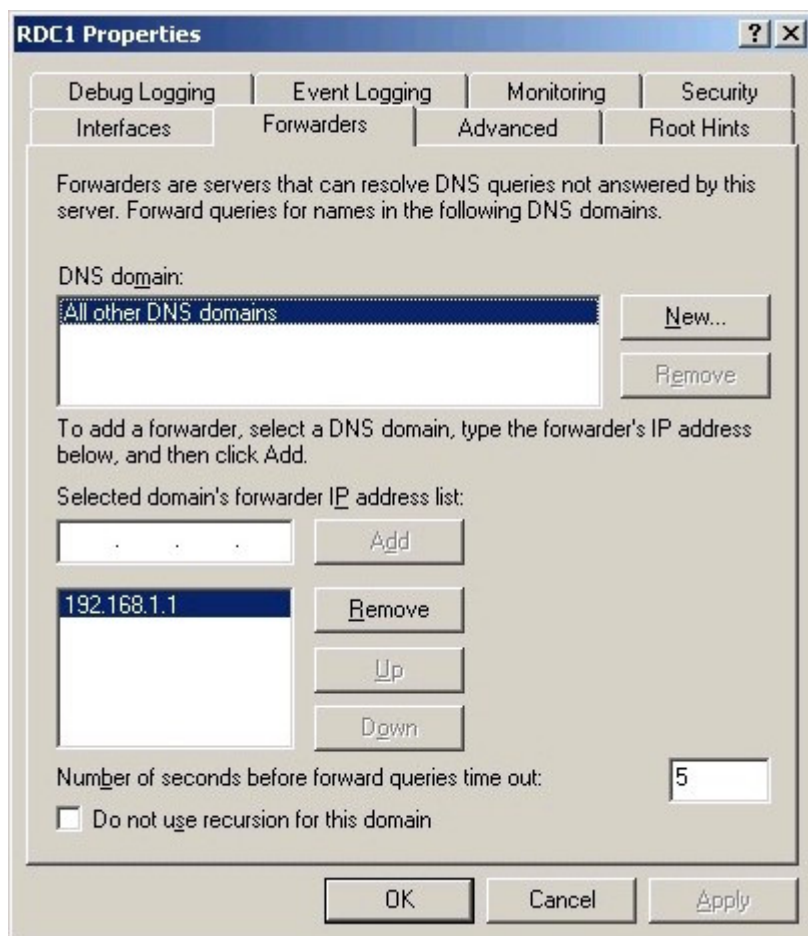 RDC1 Properties
Debug Logging
Event Logging
Monitoring
Security
Interfaces
Forwarders
Advanced
Root Hints
Forwarders are servers that can resolve DNS queries not answered by this
server. Forward queries for names in the following DNS domains.
DNS domain:
All other DNS domains
New...
Remove
To add a forwarder, select a DNS domain, type the forwarder's IP address
below, and then click Add.
Selected domain's forwarder IP address list:
. . .
Add
192.168.1.1
Remove
Up
Down
Number of seconds before forward queries time out:
5
Do not use recursion for this domain
OK
Cancel
Apply